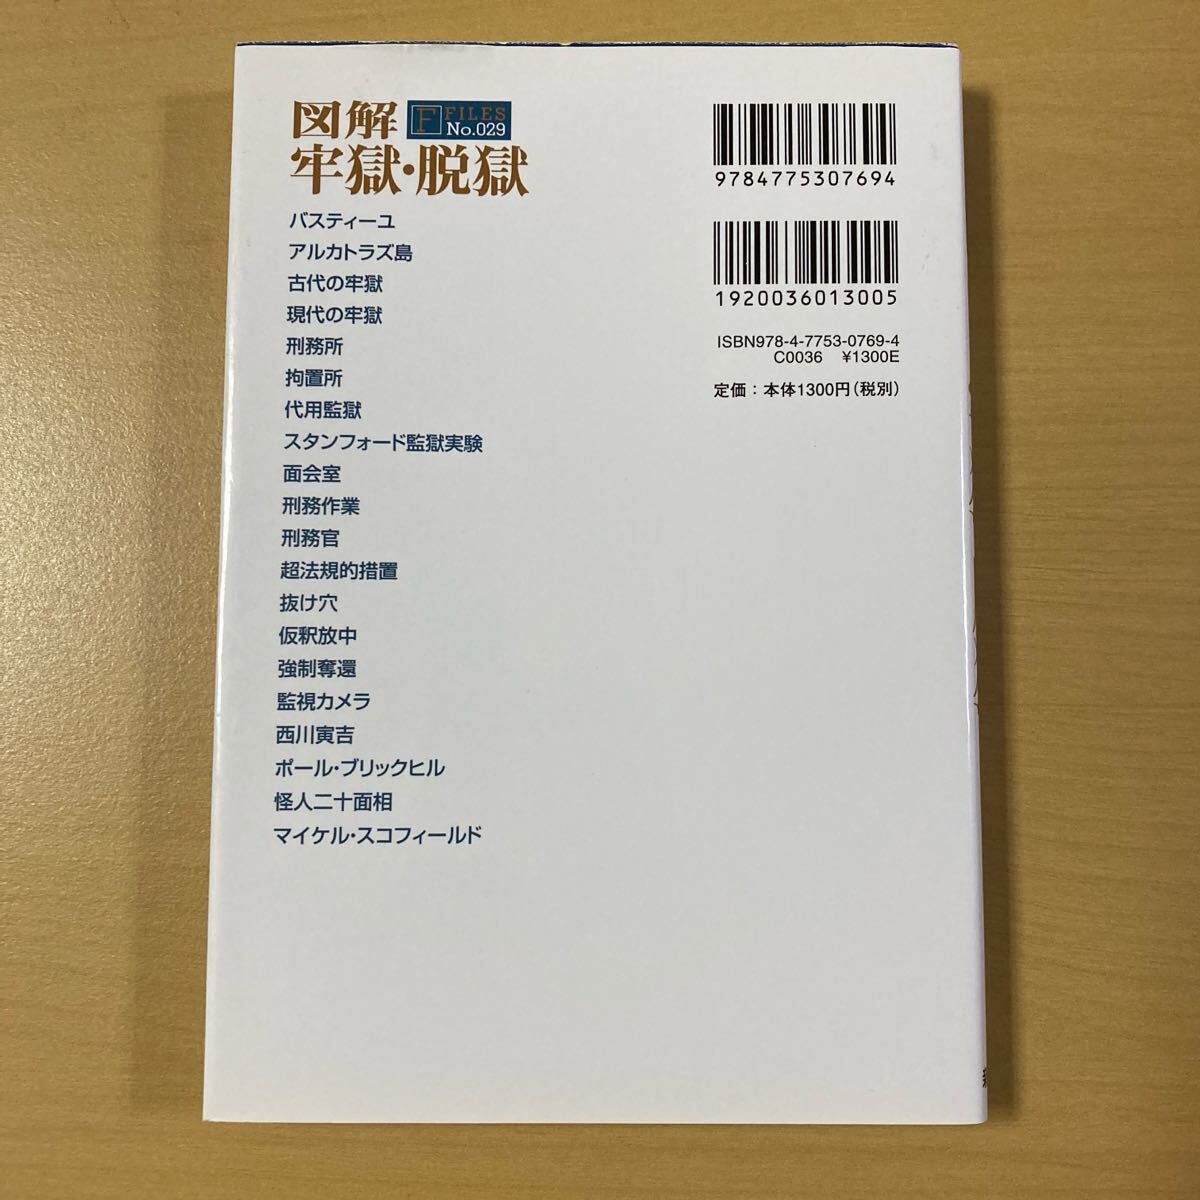 図解 F FILES No.029
牢獄・脱獄
バスティーユ
アルカトラズ島
古代の牢獄
現代の牢獄
刑務所
拘置所
代用監獄
スタンフォード監獄実験
面会室
刑務作業
刑務官
超法規的措置
抜け穴
仮釈放中
強制奪還
監視カメラ
西川寅吉
ポール・ブリックヒル
怪人二十面相
マイケル・スコフィールド
9784775307694
1920036013005
ISBN978-4-7753-0769-4
C0036 ¥1300E
定価：本体1300円（税別）